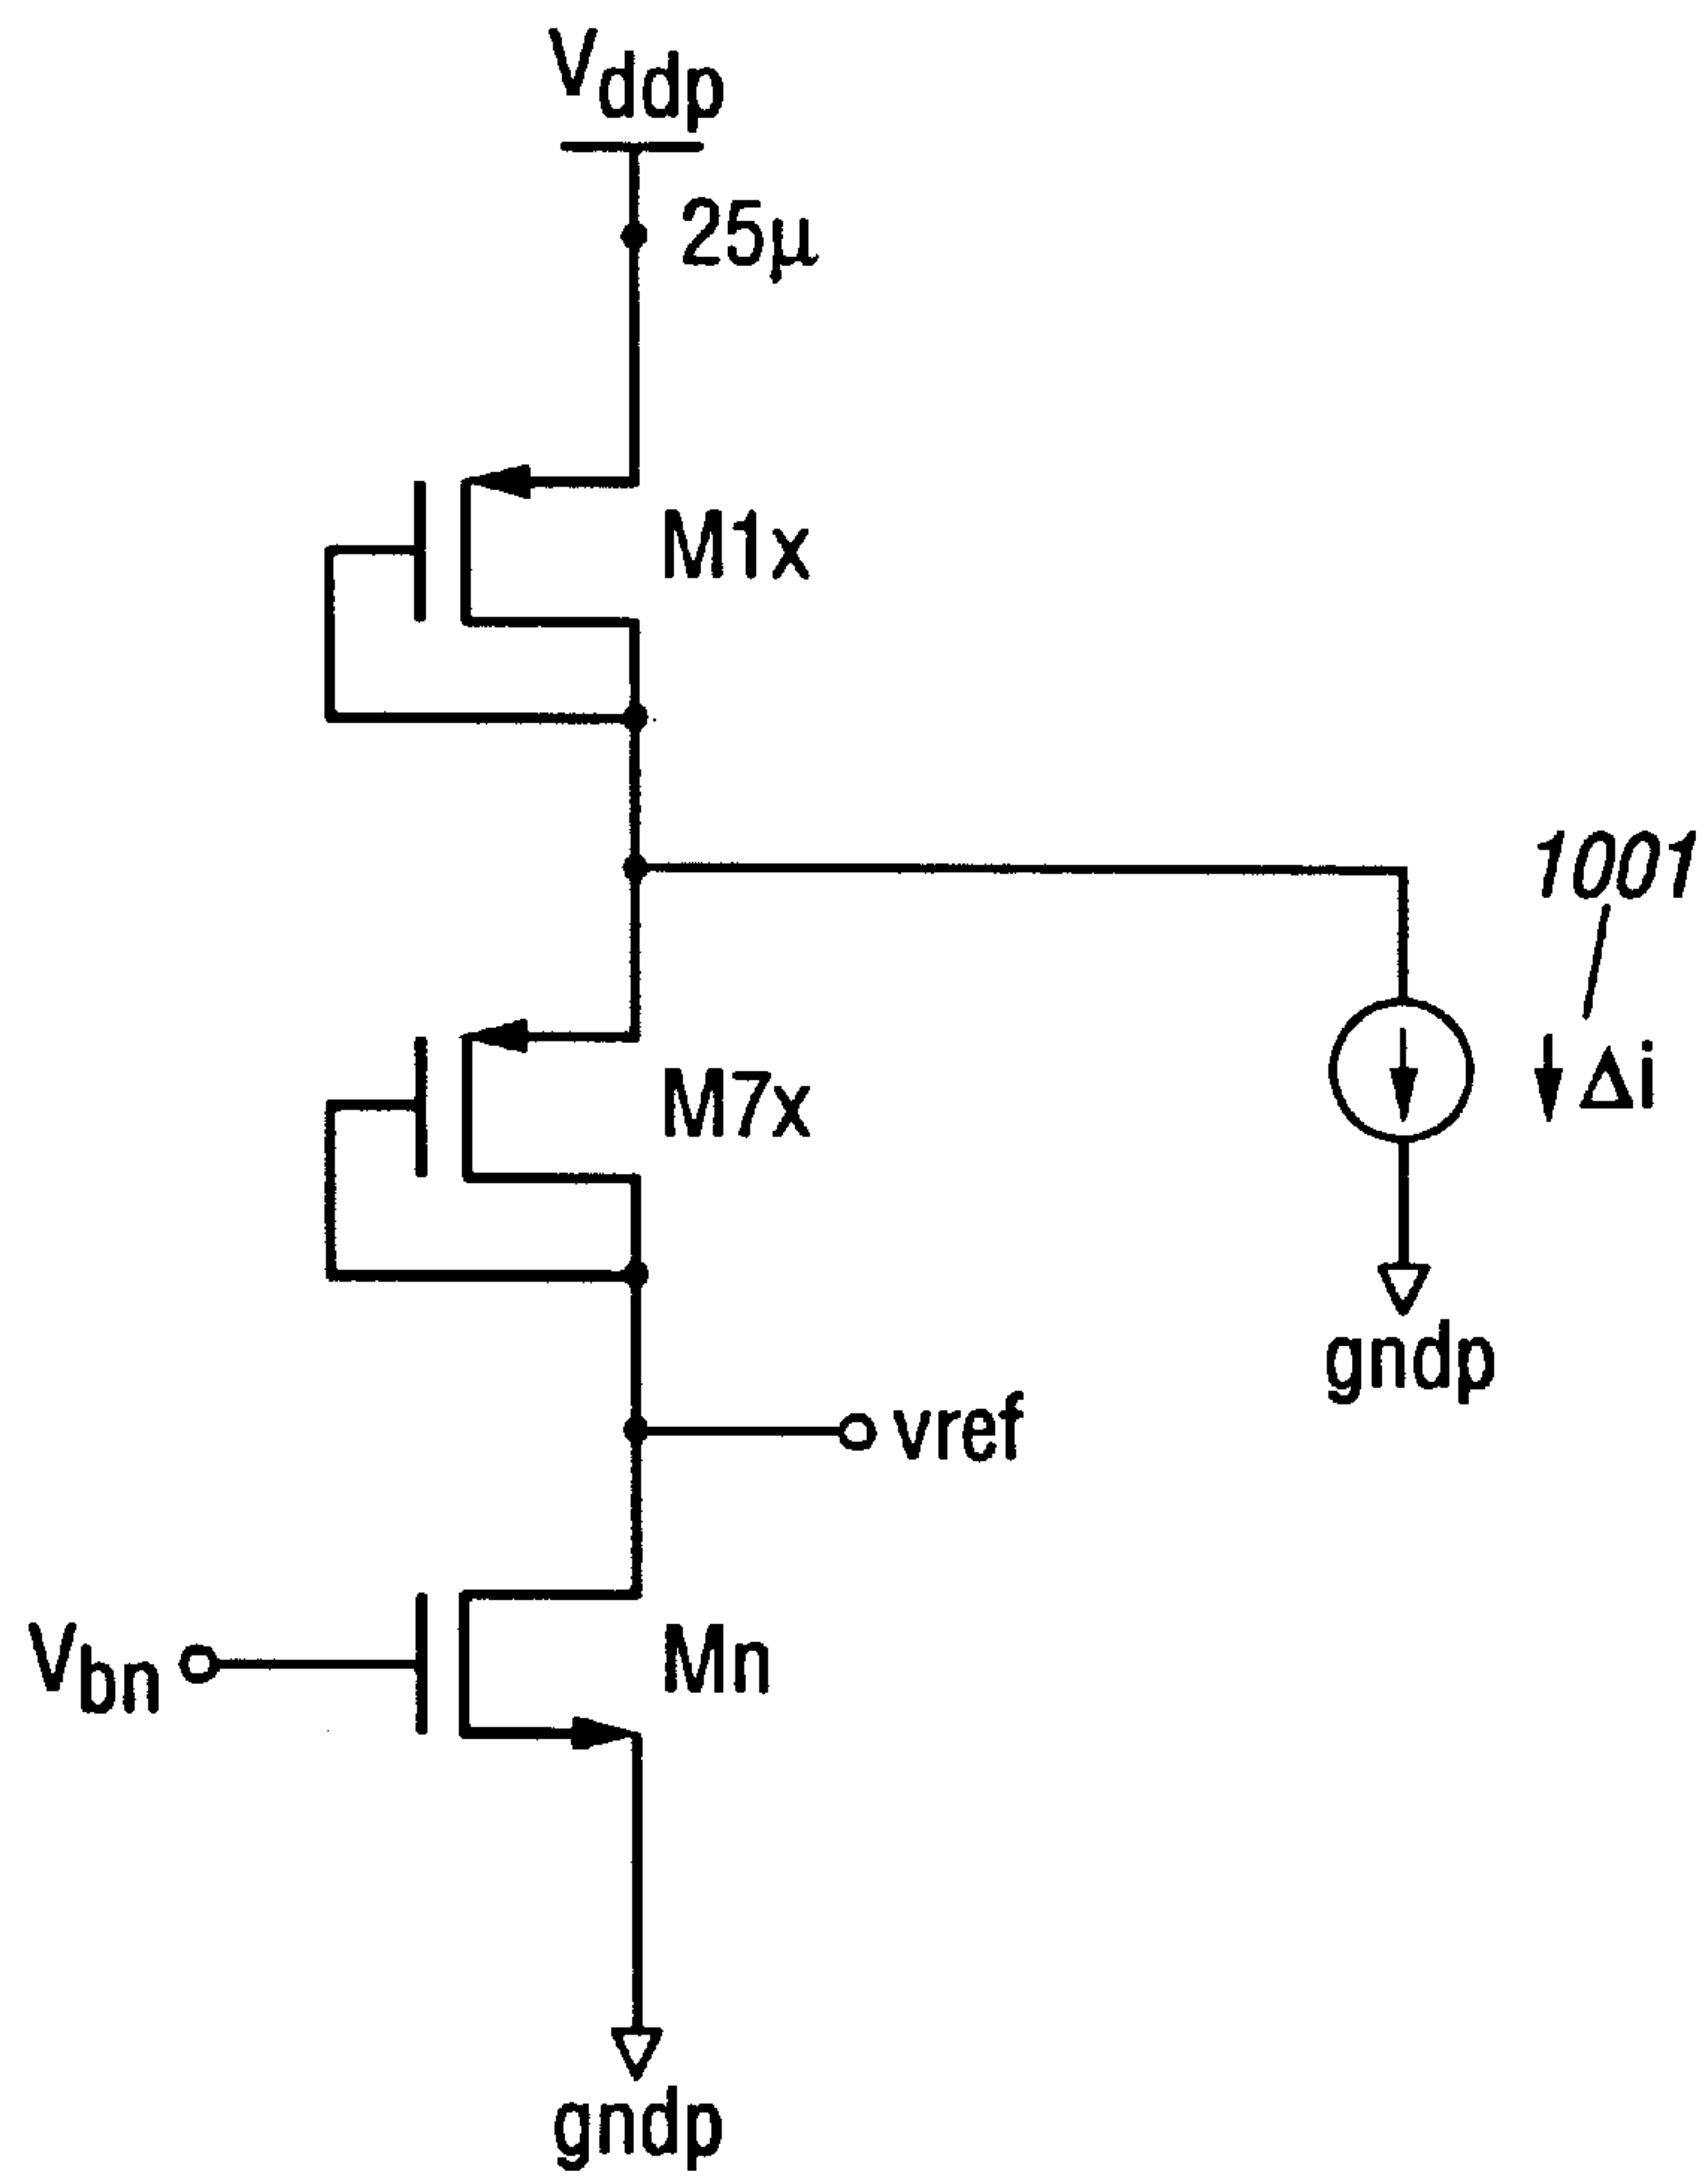 Vddp
25µ
M1x
1001
Δi
M7x
gndp
vref
Vbn
Mn
gndp